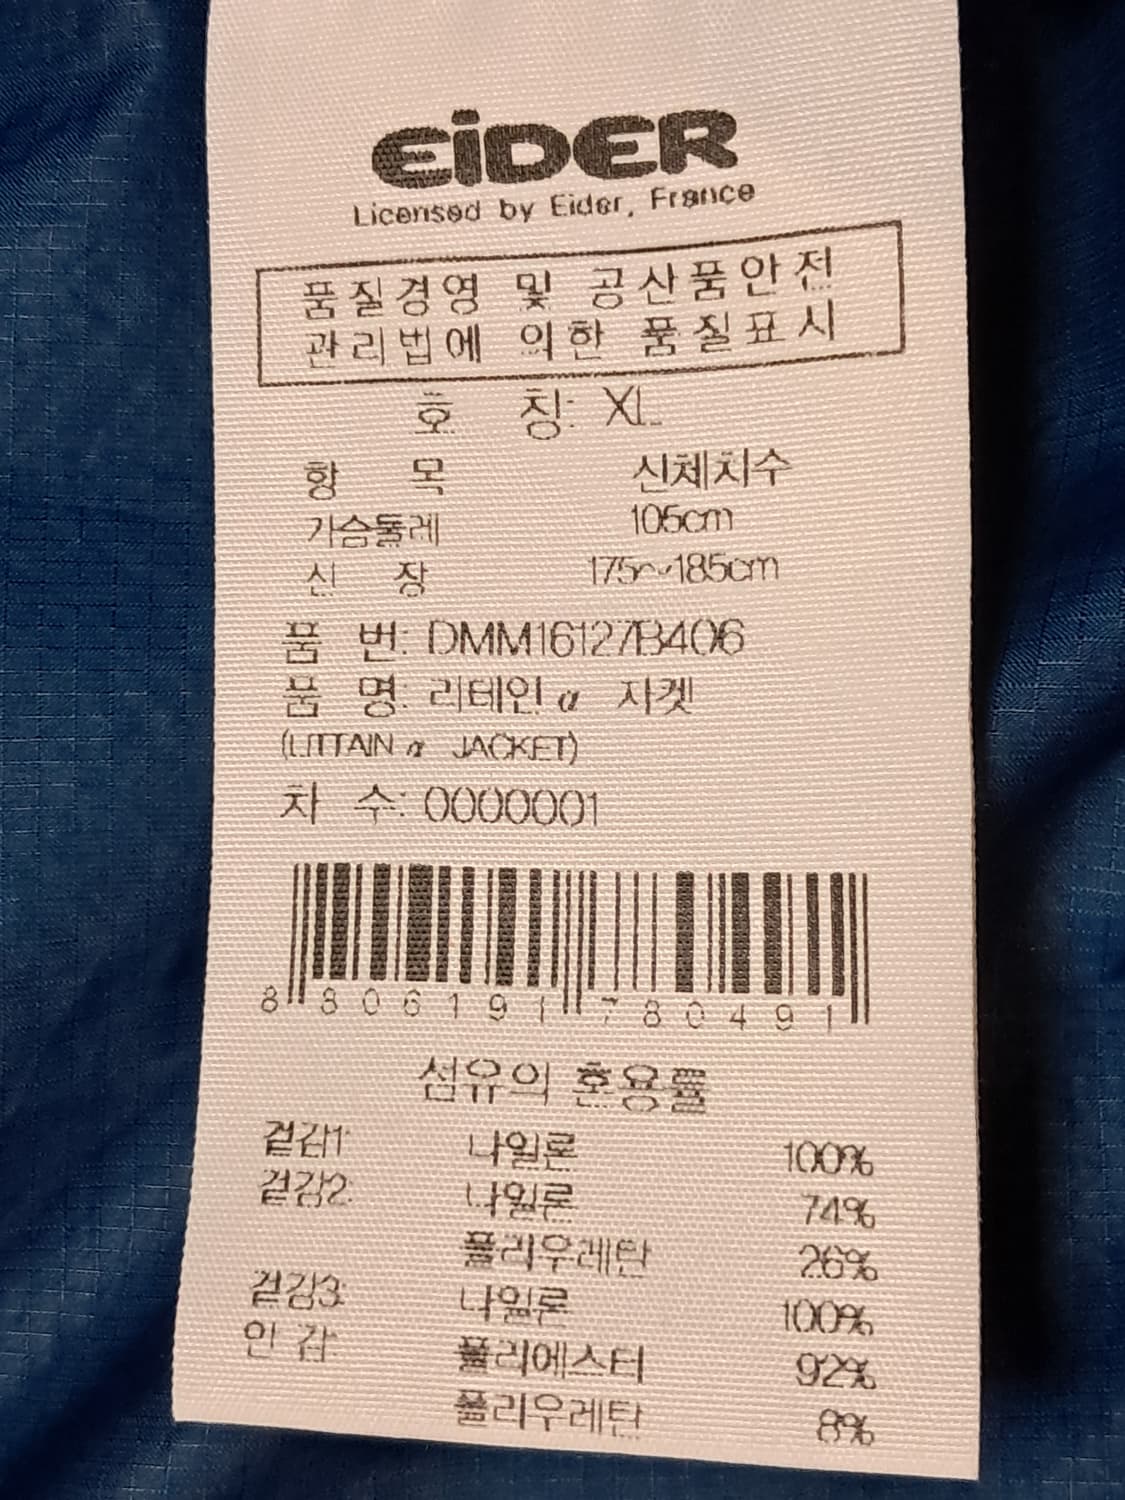 EiDER
Licensed by Eider, France
품질경영 및 공산품안전
관리법에 의한 품질표시
호 칭: XL
항 목 신체치수
가슴둘레 105cm
신 장 175~185cm
품 번: DMM16127B406
품 명: 리테인 α 자켓
(LITTAIN α JACKET)
차 수: 0000001
8 806191 780491
섬유의 혼용률
겉감1: 나일론 100%
겉감2: 나일론 74%
폴리우레탄 26%
겉감3: 나일론 100%
안 감: 폴리에스터 92%
폴리우레탄 8%